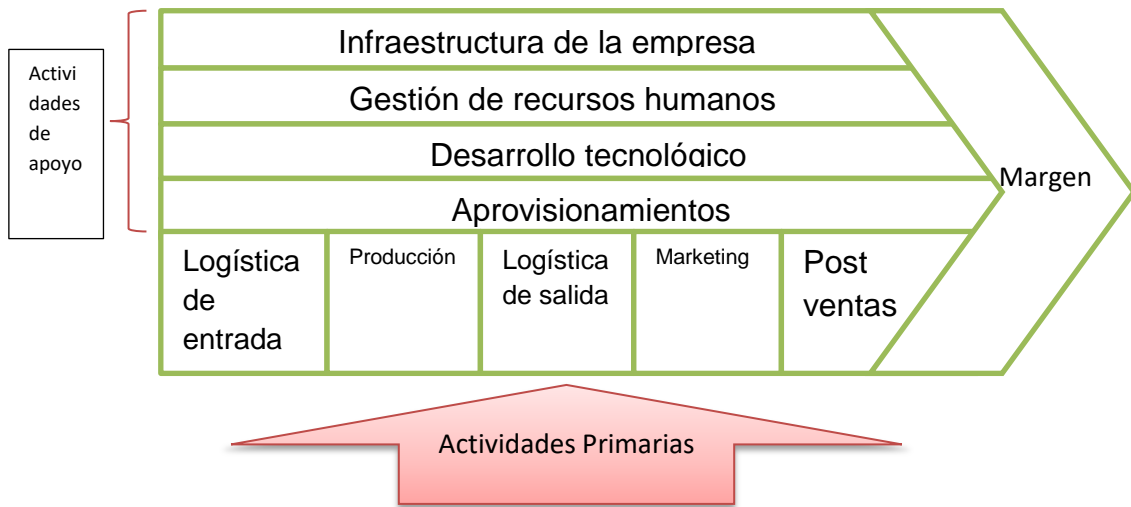 Infraestructura de la empresa
Activi
dades
de
apoyo
Gestión de recursos humanos
Desarrollo tecnológico
Aprovisionamientos
Margen
Logística
de
entrada
Producción
Logística
de salida
Marketing
Post
ventas
Actividades Primarias